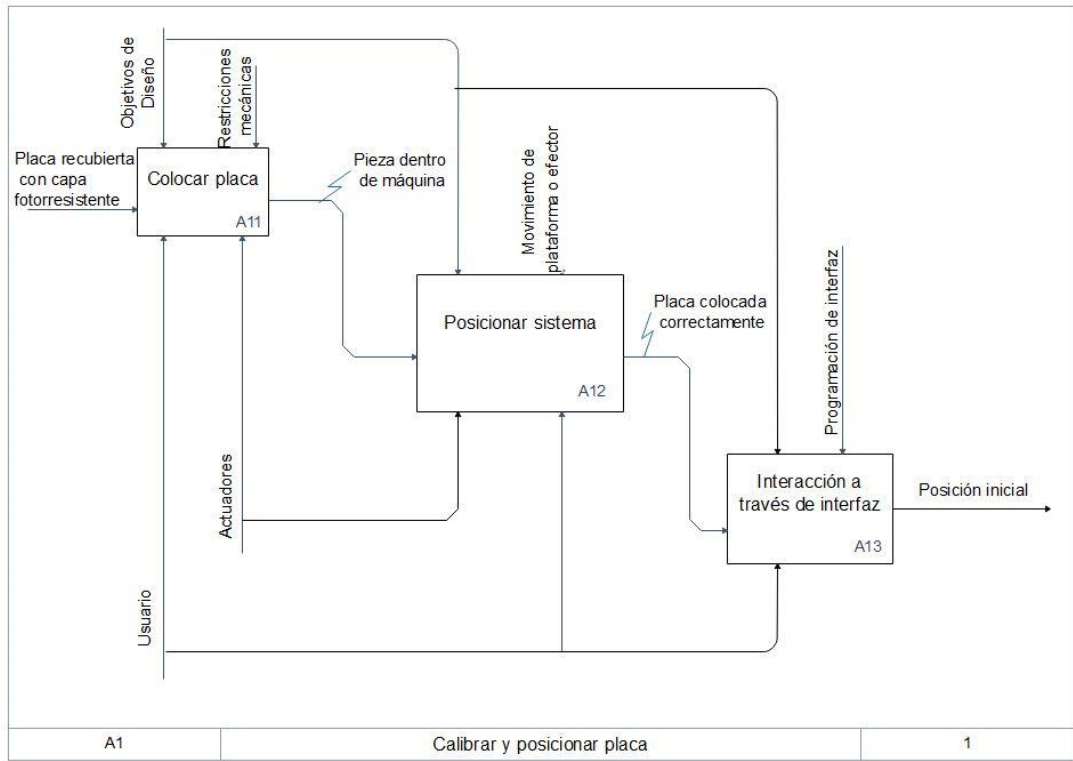 Objetivos de
Diseño
Restricciones
mecánicas
Placa recubierta
con capa
fotorresistente
Colocar placa
A11
Pieza dentro
de máquina
Movimiento de
plataforma o efector
Posicionar sistema
A12
Placa colocada
correctamente
Programación de interfaz
Interacción a
través de interfaz
A13
Posición inicial
Actuadores
Usuario
A1
Calibrar y posicionar placa
1